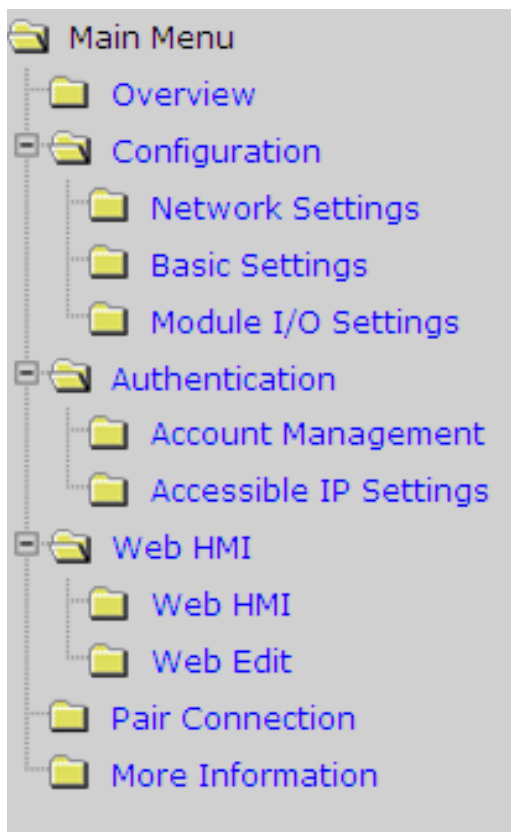 Main Menu
Overview
Configuration
Network Settings
Basic Settings
Module I/O Settings
Authentication
Account Management
Accessible IP Settings
Web HMI
Web HMI
Web Edit
Pair Connection
More Information